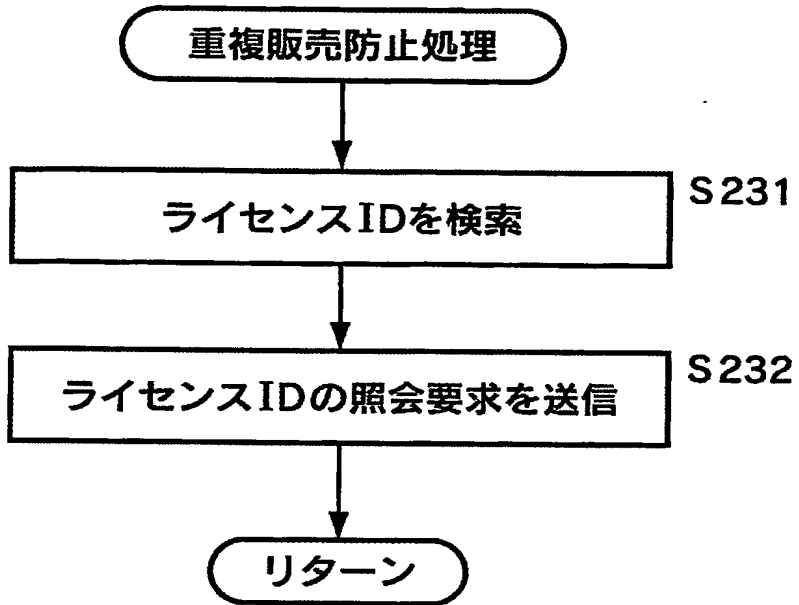 重複販売防止処理
ライセンスIDを検索
S231
ライセンスIDの照会要求を送信
S232
リターン